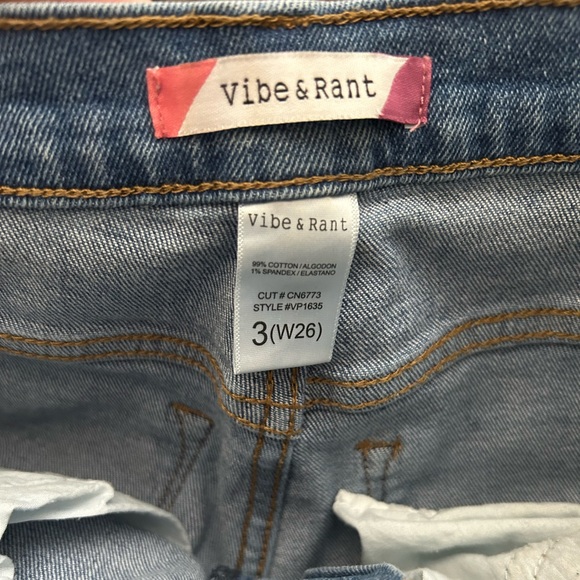 Vibe & Rant
Vibe & Rant
99% COTTON / ALGODON
1% SPANDEX / ELASTANO
CUT # CN6773
STYLE #VP1635
3(W26)